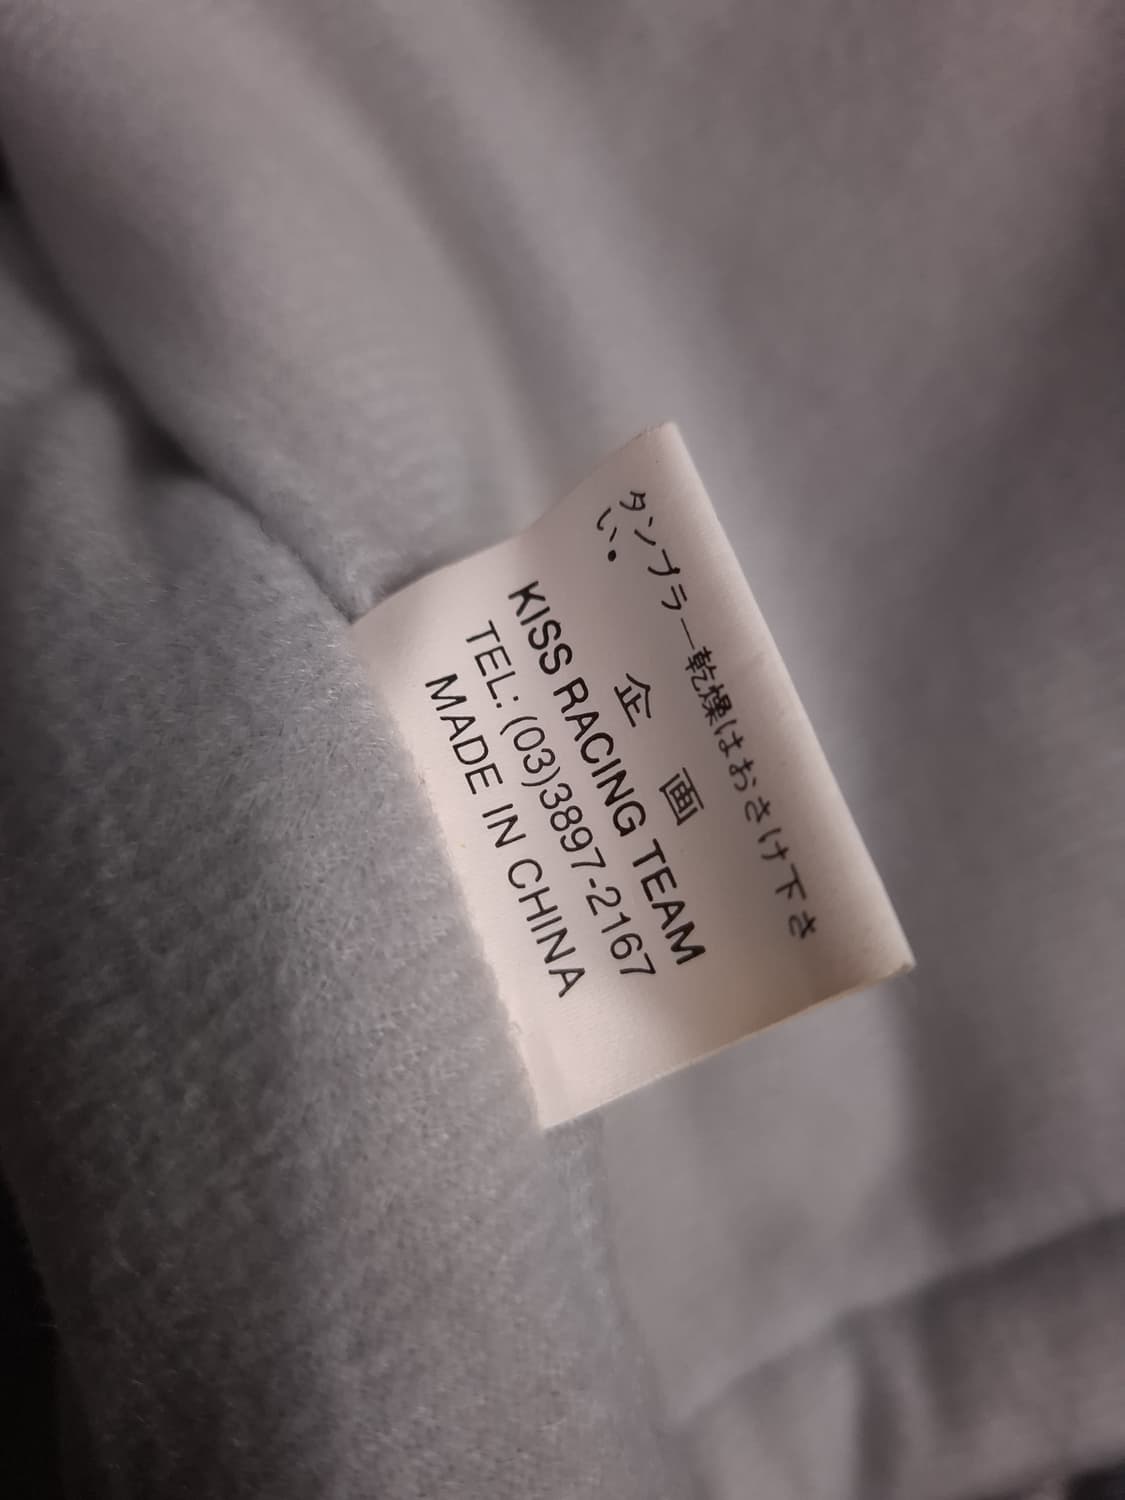 タンブラー乾燥はおさけ下さ
い。
企 画
KISS RACING TEAM
TEL: (03)3897-2167
MADE IN CHINA